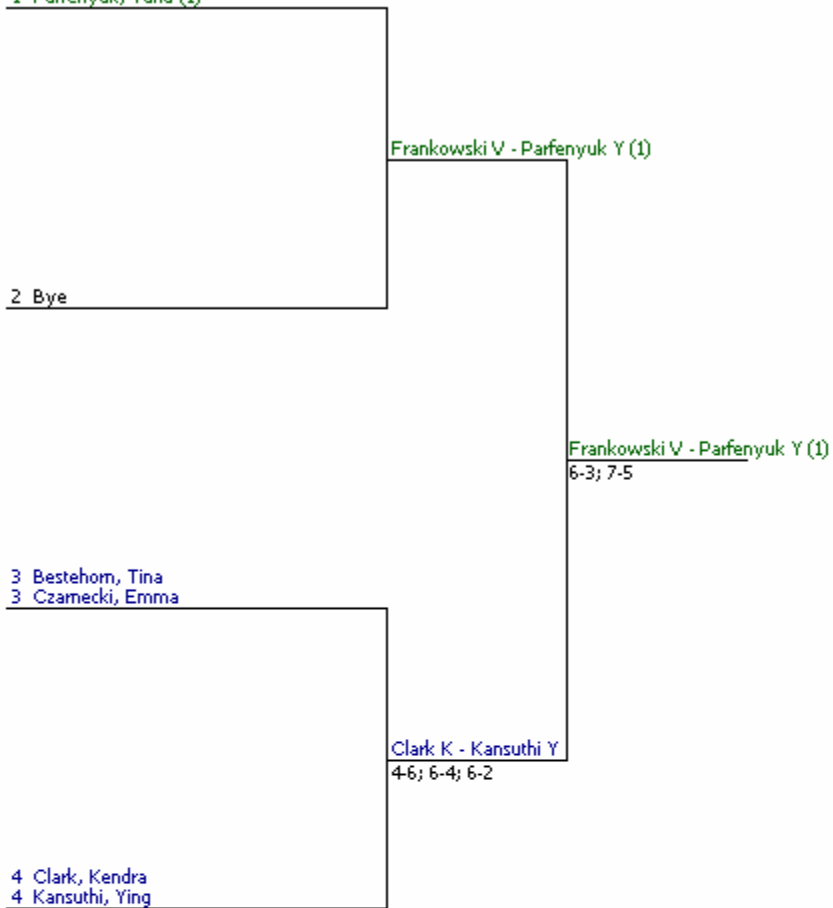 Frankowski V - Parfenyuk Y (1)
2 Bye
Frankowski V - Parfenyuk Y (1)
6-3; 7-5
3 Bestehorn, Tina
3 Czarnecki, Emma
Clark K - Kansuthi Y
4-6; 6-4; 6-2
4 Clark, Kendra
4 Kansuthi, Ying